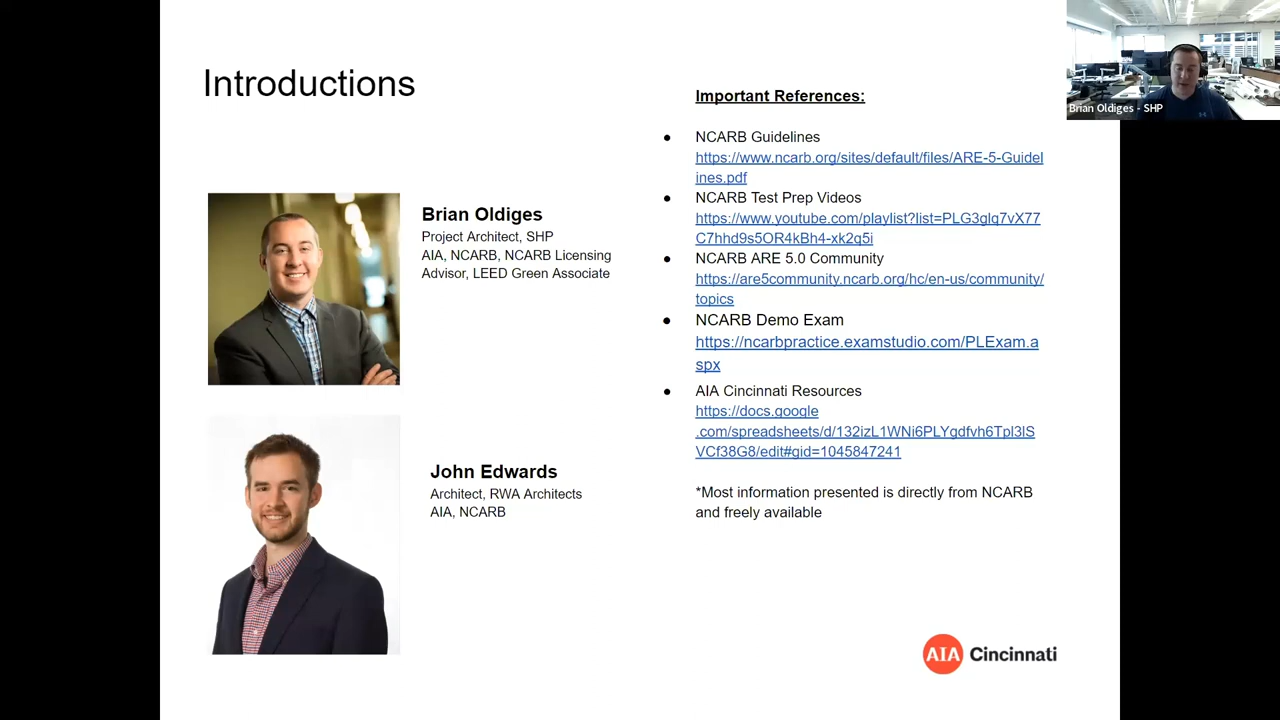 Introductions
Brian Oldiges
Project Architect, SHP
AIA, NCARB, NCARB Licensing
Advisor, LEED Green Associate
John Edwards
Architect, RWA Architects
AIA, NCARB
Important References:
● NCARB Guidelines
https://www.ncarb.org/sites/default/files/ARE-5-Guidel
ines.pdf
● NCARB Test Prep Videos
https://www.youtube.com/playlist?list=PLG3glq7vX77
C7hhd9s5OR4kBh4-xk2q5i
● NCARB ARE 5.0 Community
https://are5community.ncarb.org/hc/en-us/community/
topics
● NCARB Demo Exam
https://ncarbpractice.examstudio.com/PLExam.a
spx
● AIA Cincinnati Resources
https://docs.google
.com/spreadsheets/d/132izL1WNi6PLYgdfvh6Tpl3lS
VCf38G8/edit#gid=1045847241
*Most information presented is directly from NCARB
and freely available
AIA Cincinnati
Brian Oldiges - SHP